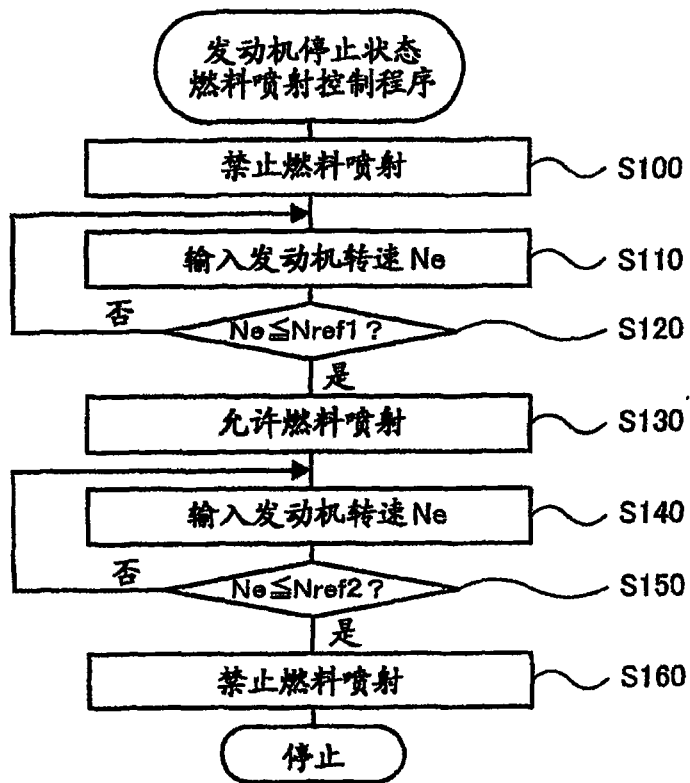 发动机停止状态
燃料喷射控制程序
禁止燃料喷射
S100
输入发动机转速 Ne
S110
否
Ne≦Nref1？
S120
是
允许燃料喷射
S130
输入发动机转速 Ne
S140
否
Ne≦Nref2？
S150
是
禁止燃料喷射
S160
停止